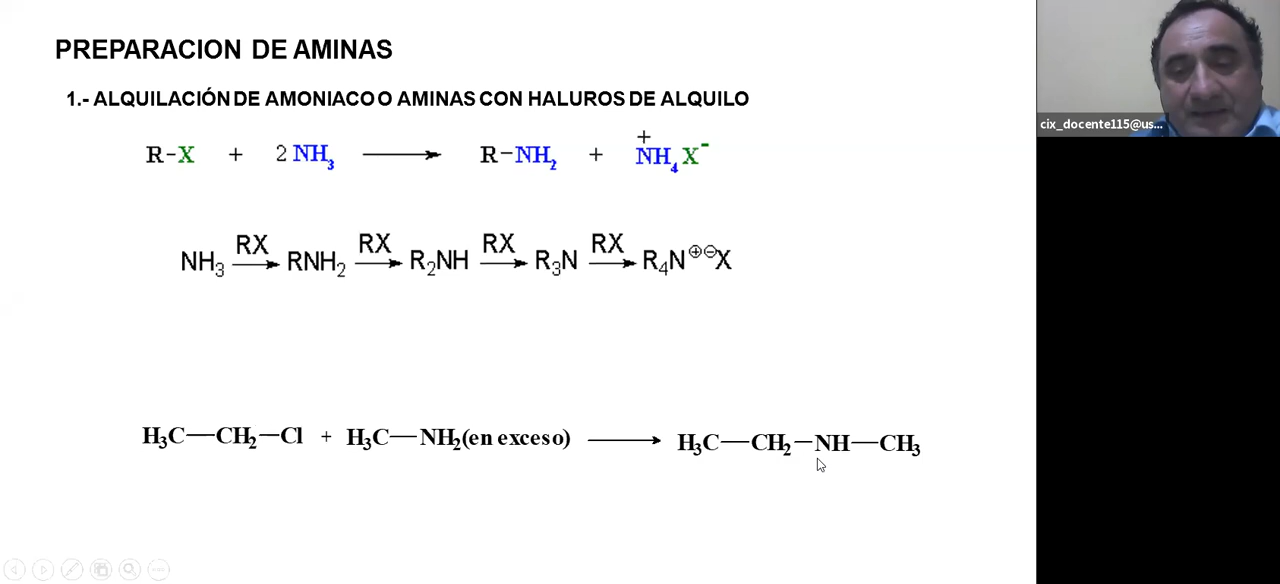 PREPARACION DE AMINAS
1.- ALQUILACIÓN DE AMONIACO O AMINAS CON HALUROS DE ALQUILO
R-X + 2 NH₃ ⟶ R-NH₂ + ⁺NH₄ X⁻
NH₃ —RX→ RNH₂ —RX→ R₂NH —RX→ R₃N —RX→ R₄N⊕⊖X
H₃C—CH₂—Cl + H₃C—NH₂(en exceso) ⟶ H₃C—CH₂—NH—CH₃
cix_docente115@us...